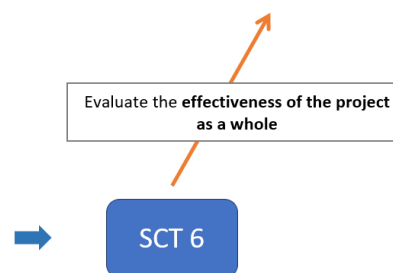 Evaluate the effectiveness of the project
as a whole
SCT 6